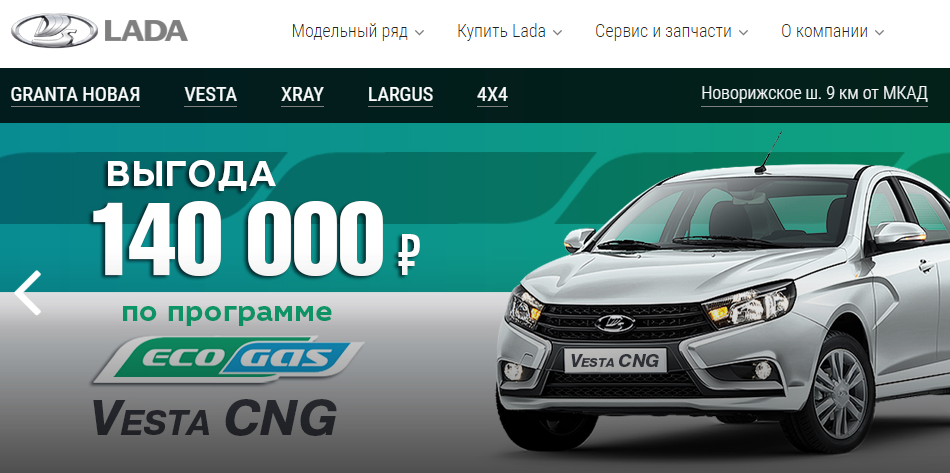 LADA
Модельный ряд Купить Lada Сервис и запчасти О компании
GRANTA НОВАЯ VESTA XRAY LARGUS 4X4 Новорижское ш. 9 км от МКАД
ВЫГОДА
140 000 ₽
по программе
ECO GAS
VESTA CNG
VESTA CNG